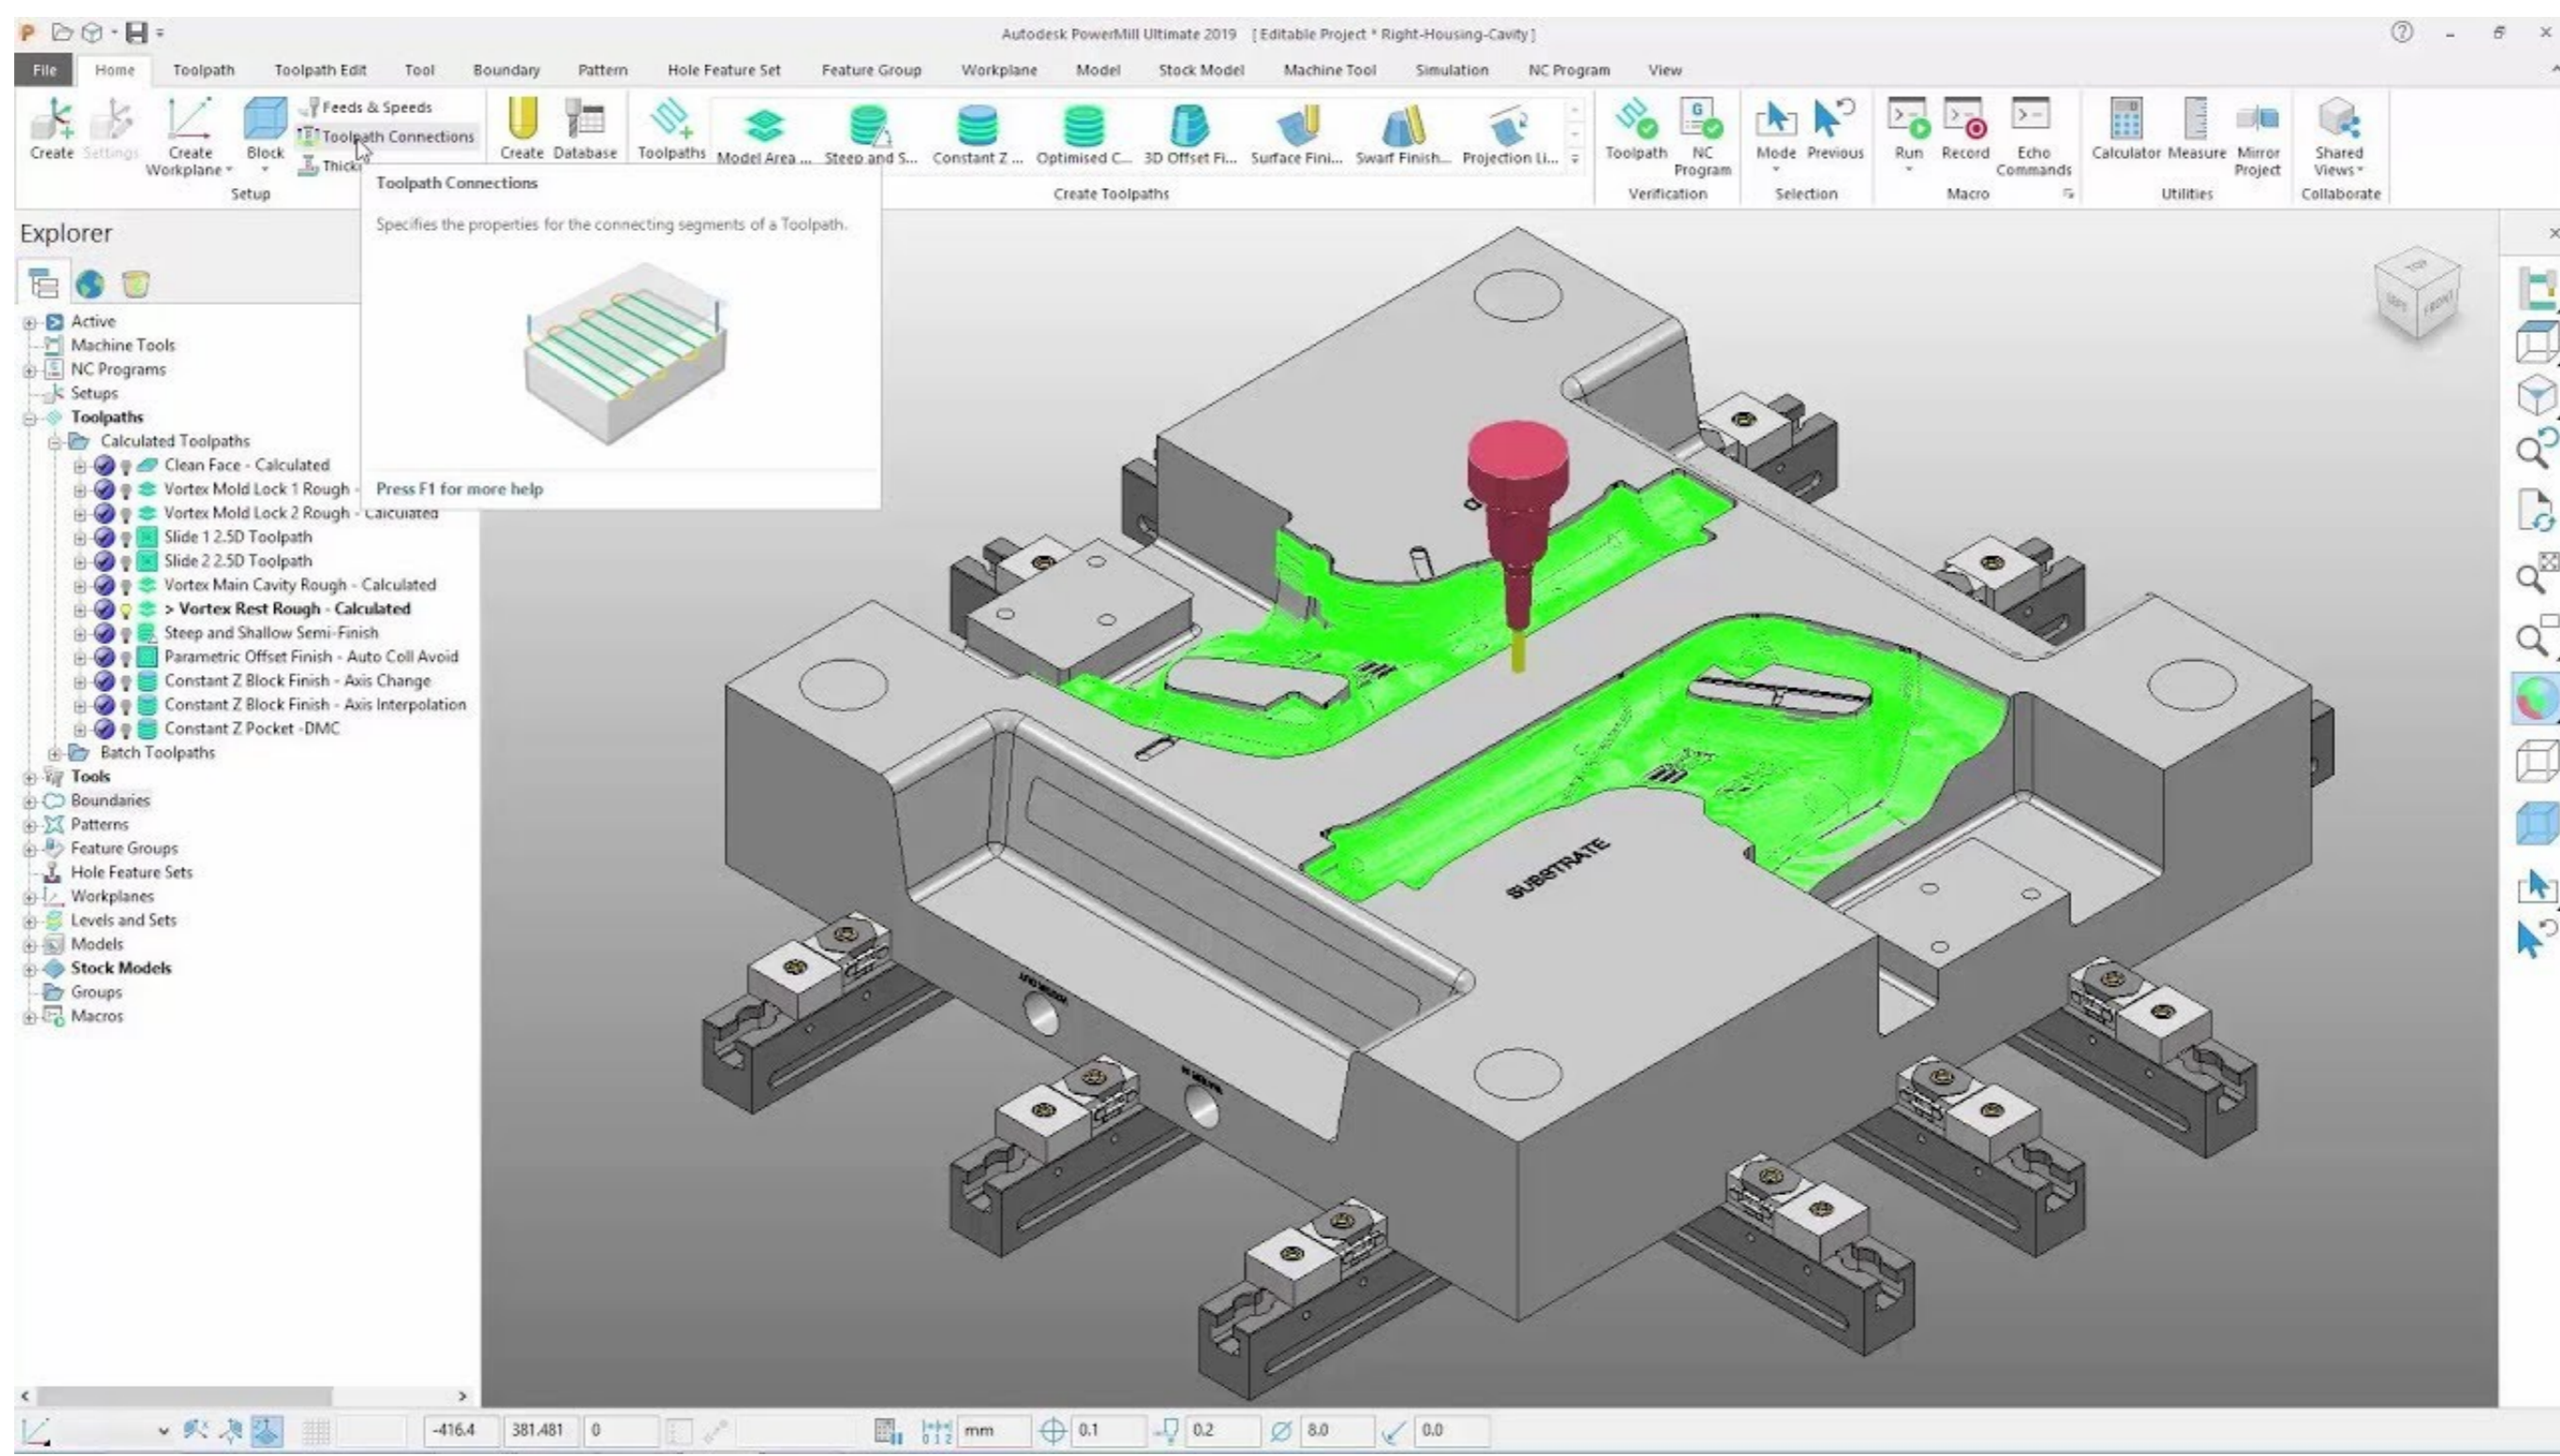 Autodesk PowerMill Ultimate 2019 [ Editable Project * Right-Housing-Cavity ]
File Home Toolpath Toolpath Edit Tool Boundary Pattern Hole Feature Set Feature Group Workplane Model Stock Model Machine Tool Simulation NC Program View
Feeds & Speeds
Toolpath Connections
Create Settings Create Workplane Block Thick
Create Database Toolpaths Model Area ... Steep and S... Constant Z ... Optimised C... 3D Offset Fi... Surface Fini... Swarf Finish... Projection Li...
Toolpath NC Program Mode Previous Run Record Echo Commands Calculator Measure Mirror Project Shared Views
Setup Create Toolpaths Verification Selection Macro Utilities Collaborate
Toolpath Connections
Specifies the properties for the connecting segments of a Toolpath.
Press F1 for more help
Explorer
Active
Machine Tools
NC Programs
Setups
Toolpaths
Calculated Toolpaths
Clean Face - Calculated
Vortex Mold Lock 1 Rough -
Vortex Mold Lock 2 Rough - Calculated
Slide 1 2.5D Toolpath
Slide 2 2.5D Toolpath
Vortex Main Cavity Rough - Calculated
> Vortex Rest Rough - Calculated
Steep and Shallow Semi-Finish
Parametric Offset Finish - Auto Coll Avoid
Constant Z Block Finish - Axis Change
Constant Z Block Finish - Axis Interpolation
Constant Z Pocket -DMC
Batch Toolpaths
Tools
Boundaries
Patterns
Feature Groups
Hole Feature Sets
Workplanes
Levels and Sets
Models
Stock Models
Groups
Macros
TOP
LEFT FRONT
SUBSTRATE
-416.4 381.481 0 mm 0.1 0.2 8.0 0.0